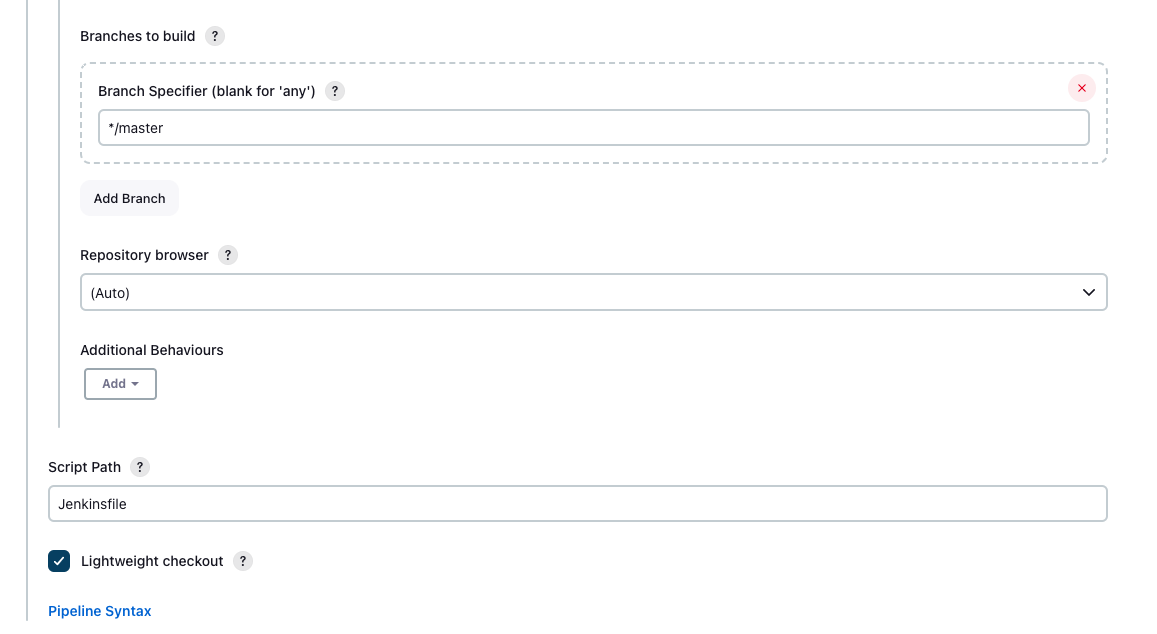 Branches to build ?
Branch Specifier (blank for 'any') ?
*/master
Add Branch
Repository browser ?
(Auto)
Additional Behaviours
Add
Script Path ?
Jenkinsfile
Lightweight checkout ?
Pipeline Syntax